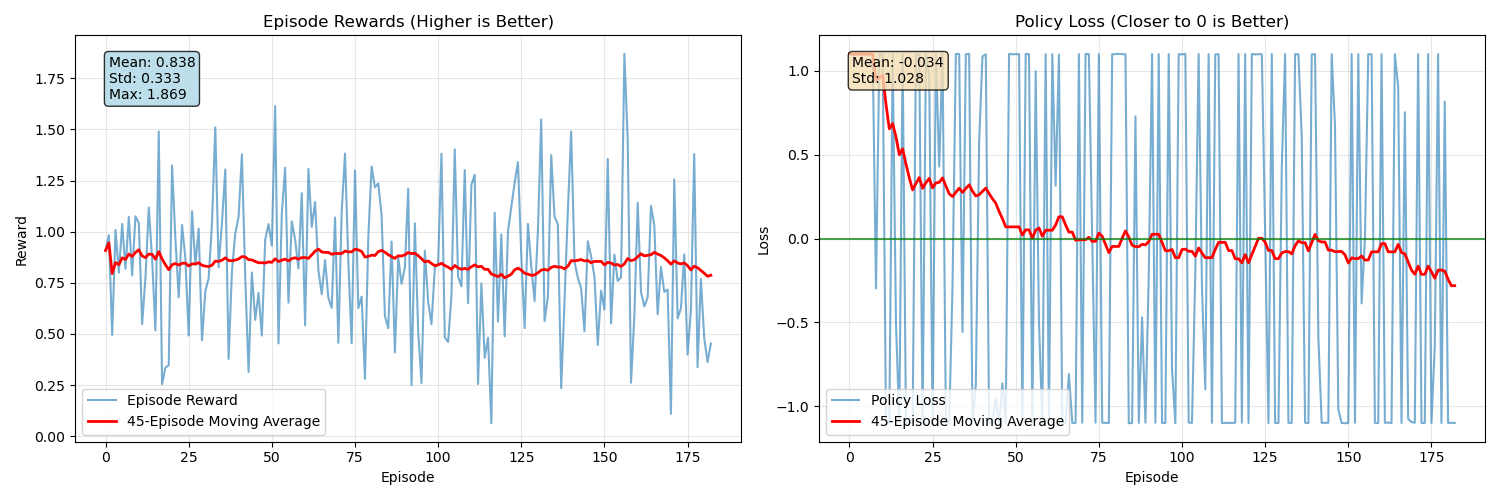 Episode Rewards (Higher is Better)
Mean: 0.838
Std: 0.333
Max: 1.869
1.75
1.50
1.25
1.00
0.75
0.50
0.25
0.00
Reward
Episode Reward
45-Episode Moving Average
0 25 50 75 100 125 150 175
Episode
Policy Loss (Closer to 0 is Better)
Mean: -0.034
Std: 1.028
1.0
0.5
0.0
−0.5
−1.0
Loss
Policy Loss
45-Episode Moving Average
0 25 50 75 100 125 150 175
Episode